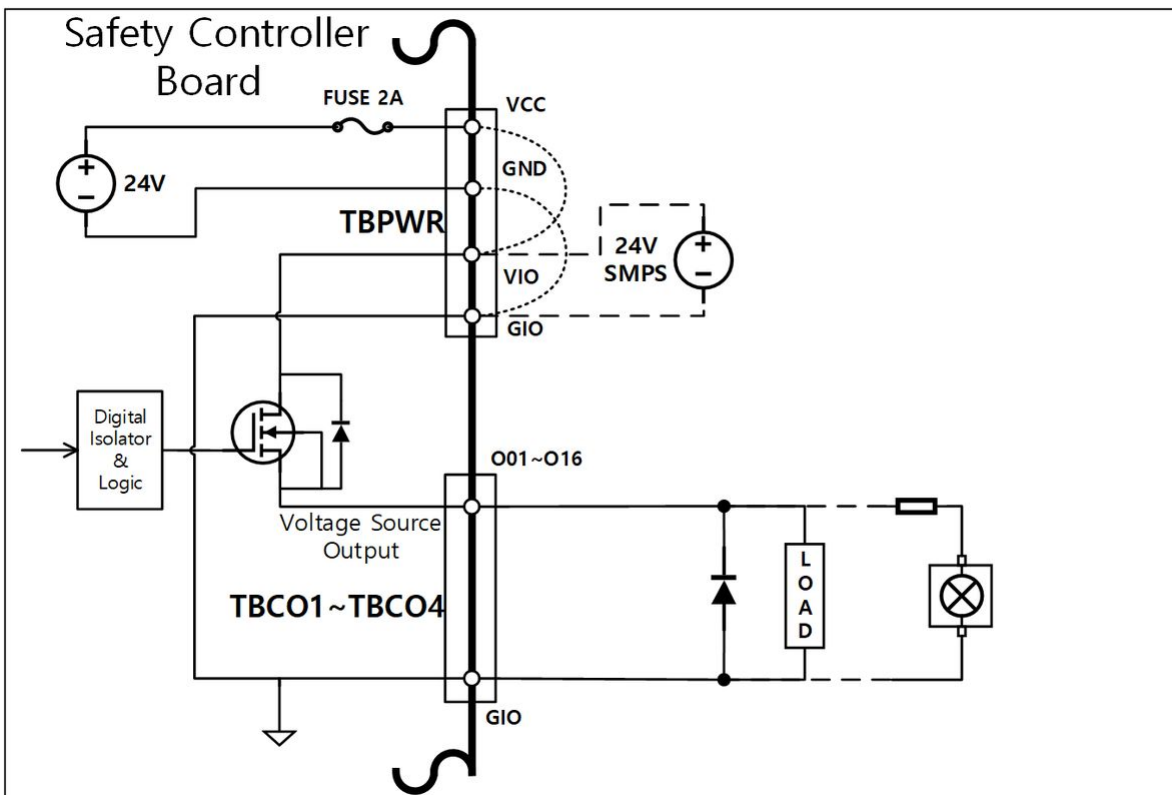 Safety Controller
Board
FUSE 2A
VCC
+
-
24V
GND
TBPWR
24V
SMPS
+
-
VIO
GIO
Digital
Isolator
&
Logic
O01~O16
Voltage Source
Output
TBCO1~TBCO4
L
O
A
D
GIO